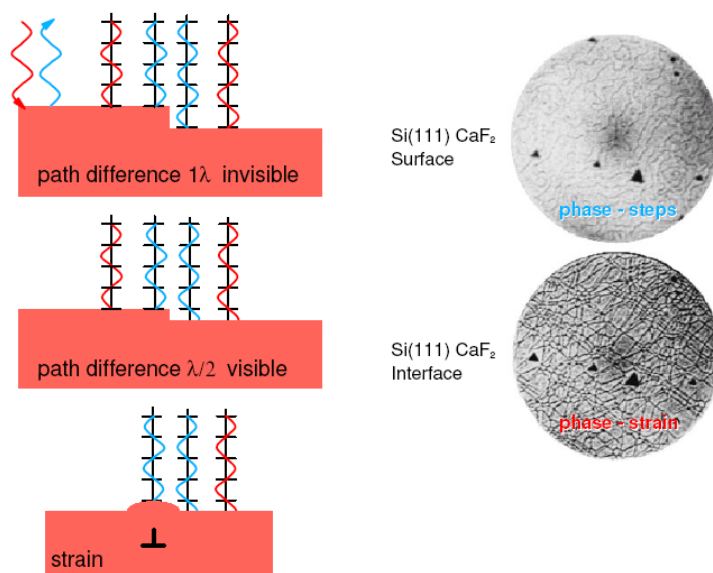 path difference 1λ invisible
Si(111) CaF₂
Surface
phase - steps
path difference λ/2 visible
Si(111) CaF₂
Interface
phase - strain
strain